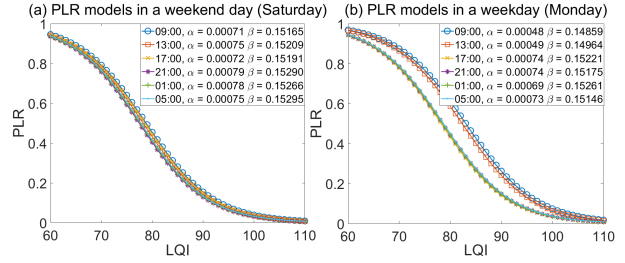 (a) PLR models in a weekend day (Saturday)
09:00, α = 0.00071 β = 0.15165
13:00, α = 0.00075 β = 0.15209
17:00, α = 0.00072 β = 0.15191
21:00, α = 0.00079 β = 0.15290
01:00, α = 0.00078 β = 0.15266
05:00, α = 0.00075 β = 0.15295
PLR
1
0.8
0.6
0.4
0.2
0
60 70 80 90 100 110
LQI
(b) PLR models in a weekday (Monday)
09:00, α = 0.00048 β = 0.14859
13:00, α = 0.00049 β = 0.14964
17:00, α = 0.00074 β = 0.15221
21:00, α = 0.00074 β = 0.15175
01:00, α = 0.00069 β = 0.15261
05:00, α = 0.00073 β = 0.15146
PLR
1
0.8
0.6
0.4
0.2
0
60 70 80 90 100 110
LQI